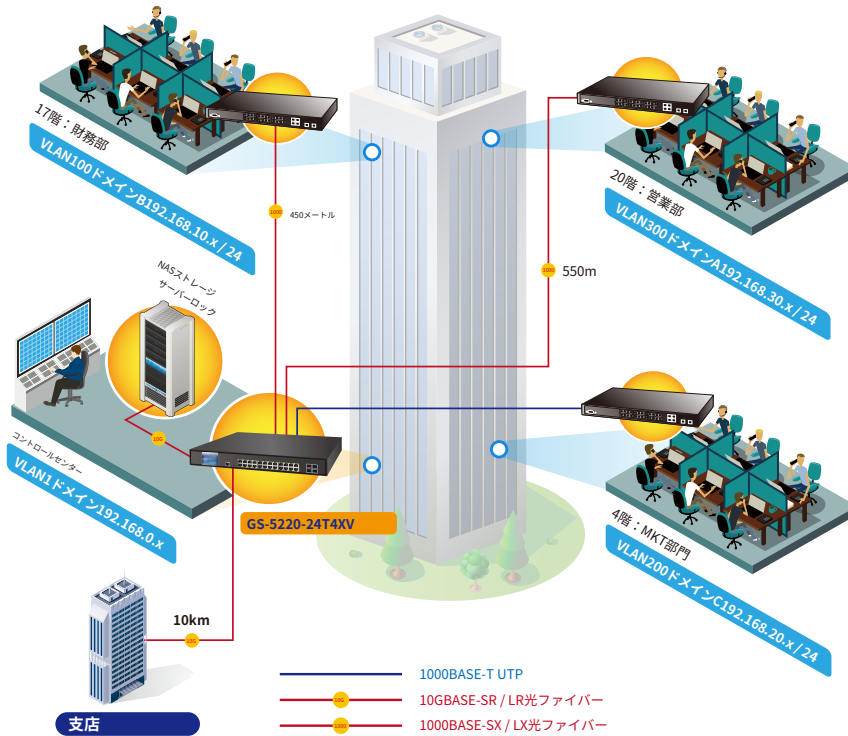 17階：財務部
VLAN100ドメインB192.168.10.x / 24
1000
450メートル
20階：営業部
VLAN300ドメインA192.168.30.x / 24
1000
550m
NASストレージ
サーバーロック
10G
コントロールセンター
VLAN1ドメイン192.168.0.x
GS-5220-24T4XV
4階：MKT部門
VLAN200ドメインC192.168.20.x / 24
10km
10G
支店
1000BASE-T UTP
10G
10GBASE-SR / LR光ファイバー
1000
1000BASE-SX / LX光ファイバー